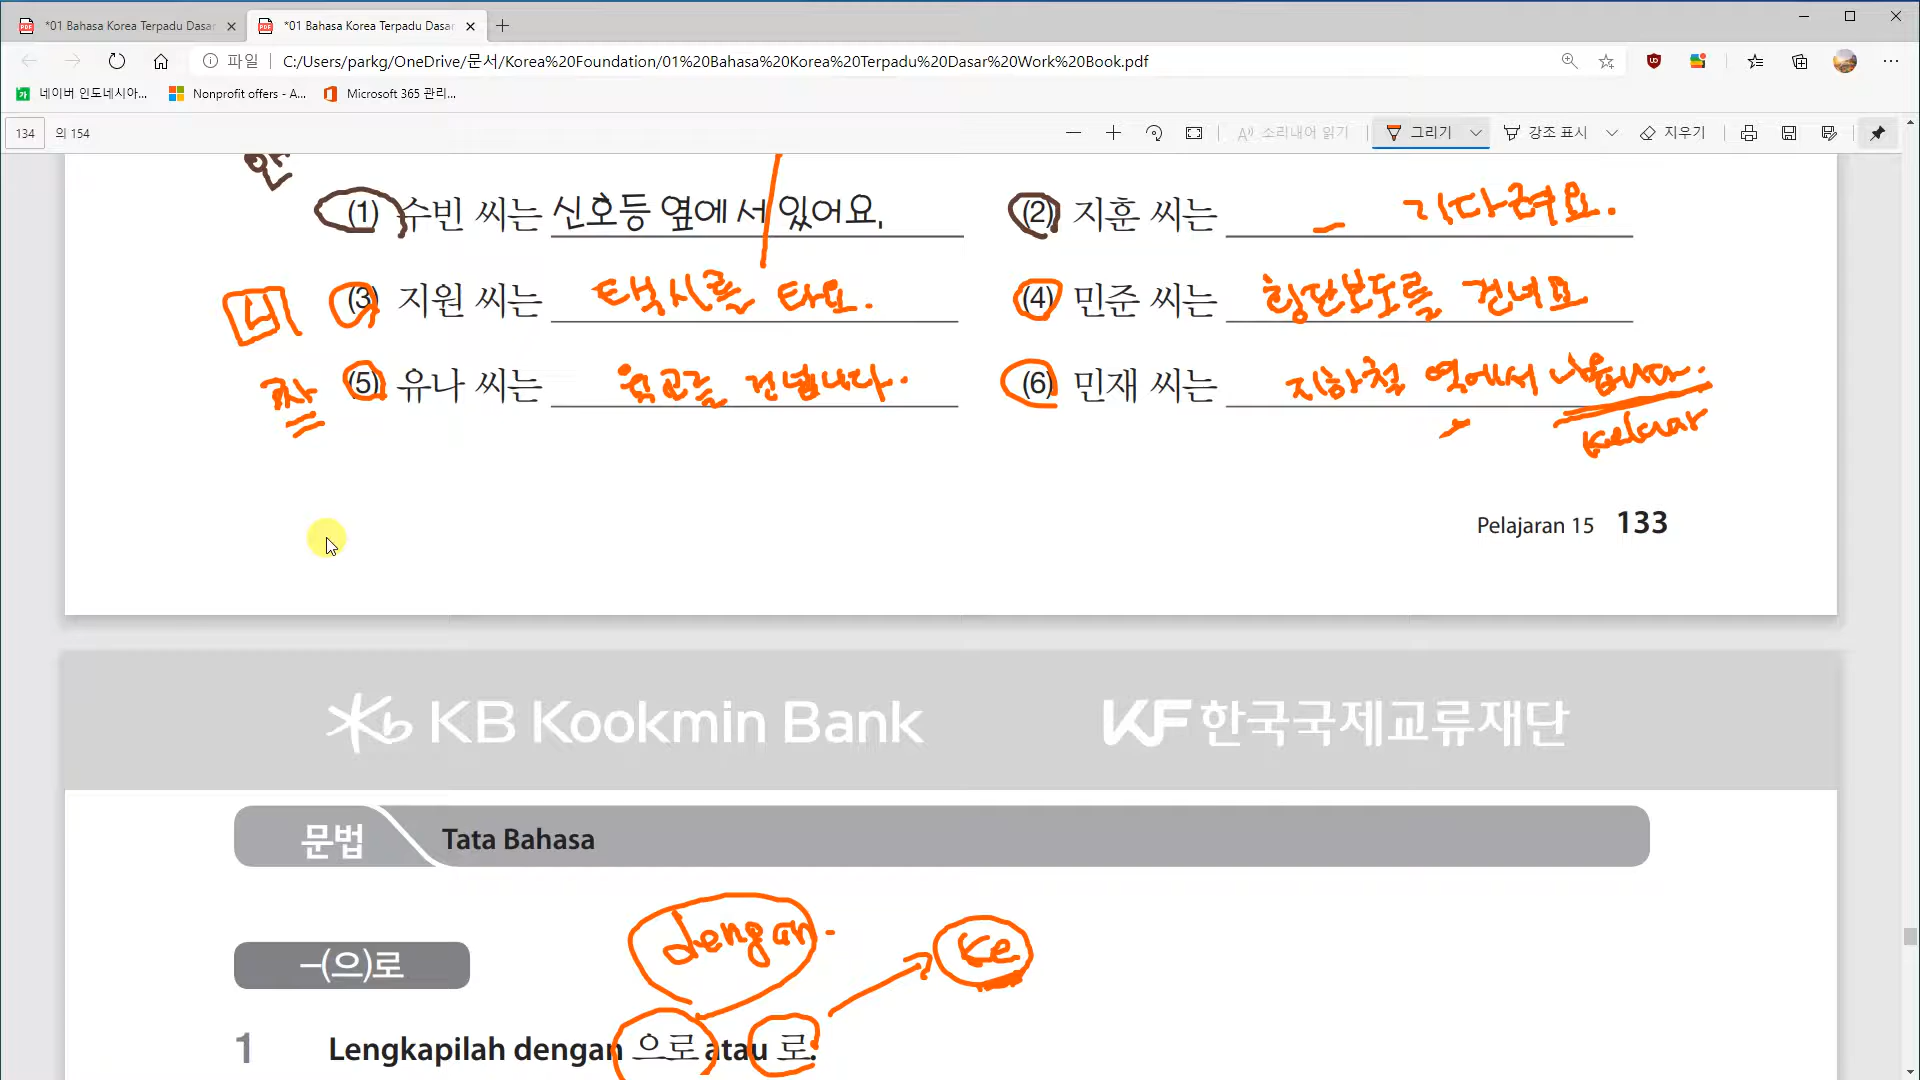 *01 Bahasa Korea Terpadu Dasar
*01 Bahasa Korea Terpadu Dasar
파일 C:/Users/parkg/OneDrive/문서/Korea%20Foundation/01%20Bahasa%20Korea%20Terpadu%20Dasar%20Work%20Book.pdf
네이버 인도네시아... Nonprofit offers - A... Microsoft 365 관리...
134 의 154 소리내어 읽기 그리기 강조 표시 지우기
(1) 수빈 씨는 신호등 옆에 서 있어요. (2) 지훈 씨는 기다려요.
(3) 지원 씨는 택시를 타요. (4) 민준 씨는 횡단보도를 건너요
(5) 유나 씨는 육교를 건넙니다. (6) 민재 씨는 지하철 역에서 나옵니다.
keluar
Pelajaran 15 133
KB Kookmin Bank KF 한국국제교류재단
문법 Tata Bahasa
dengan. Ke
–(으)로
1 Lengkapilah dengan 으로 atau 로.